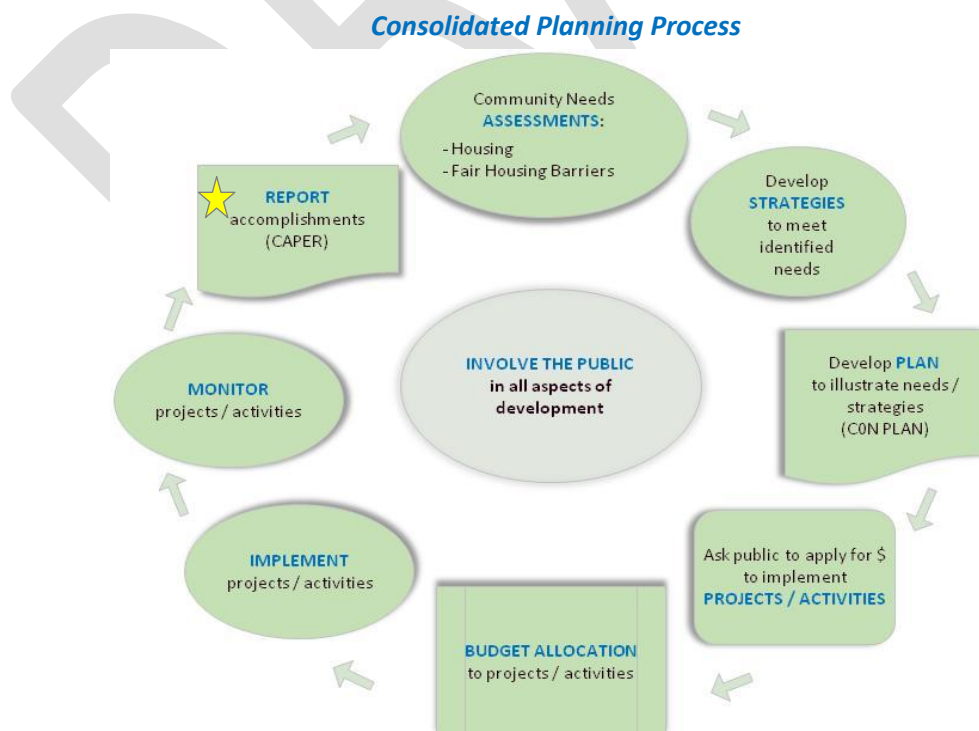 Consolidated Planning Process
Community Needs
ASSESSMENTS:
- Housing
- Fair Housing Barriers
Develop
STRATEGIES
to meet
identified
needs
Develop PLAN
to illustrate needs /
strategies
(C0N PLAN)
Ask public to apply for $
to implement
PROJECTS / ACTIVITIES
BUDGET ALLOCATION
to projects / activities
IMPLEMENT
projects / activities
MONITOR
projects / activities
REPORT
accomplishments
(CAPER)
INVOLVE THE PUBLIC
in all aspects of
development